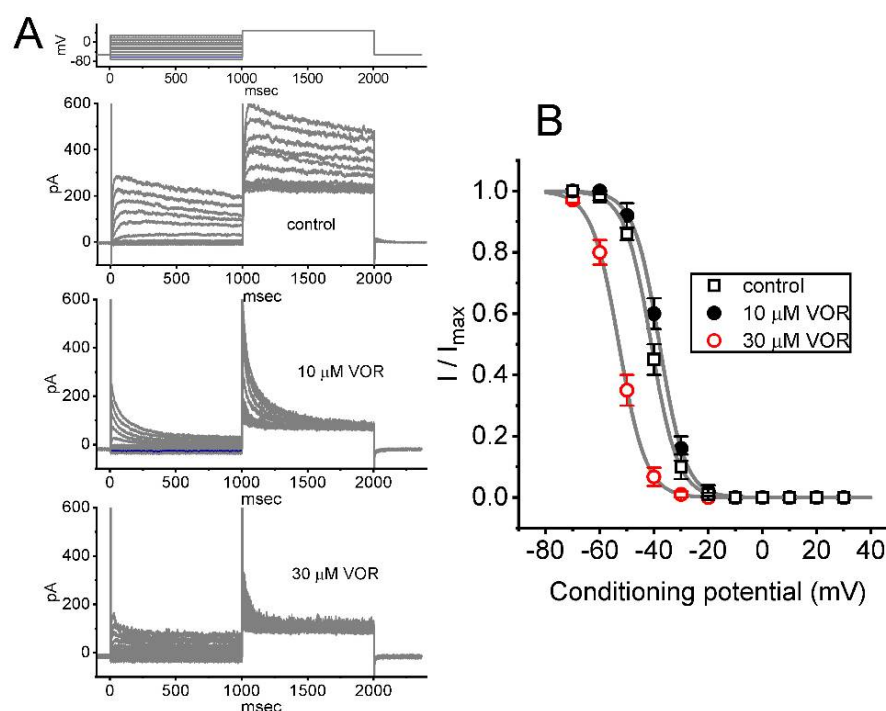 A
mV
0
-80
0 500 1000 1500 2000
msec
600
400
200
0
pA
control
0 500 1000 1500 2000
msec
600
400
200
0
pA
10 μM VOR
0 500 1000 1500 2000
msec
600
400
200
0
pA
30 μM VOR
0 500 1000 1500 2000
msec
B
1.0
0.8
0.6
0.4
0.2
0.0
I / Imax
control
10 μM VOR
30 μM VOR
-80 -60 -40 -20 0 20 40
Conditioning potential (mV)